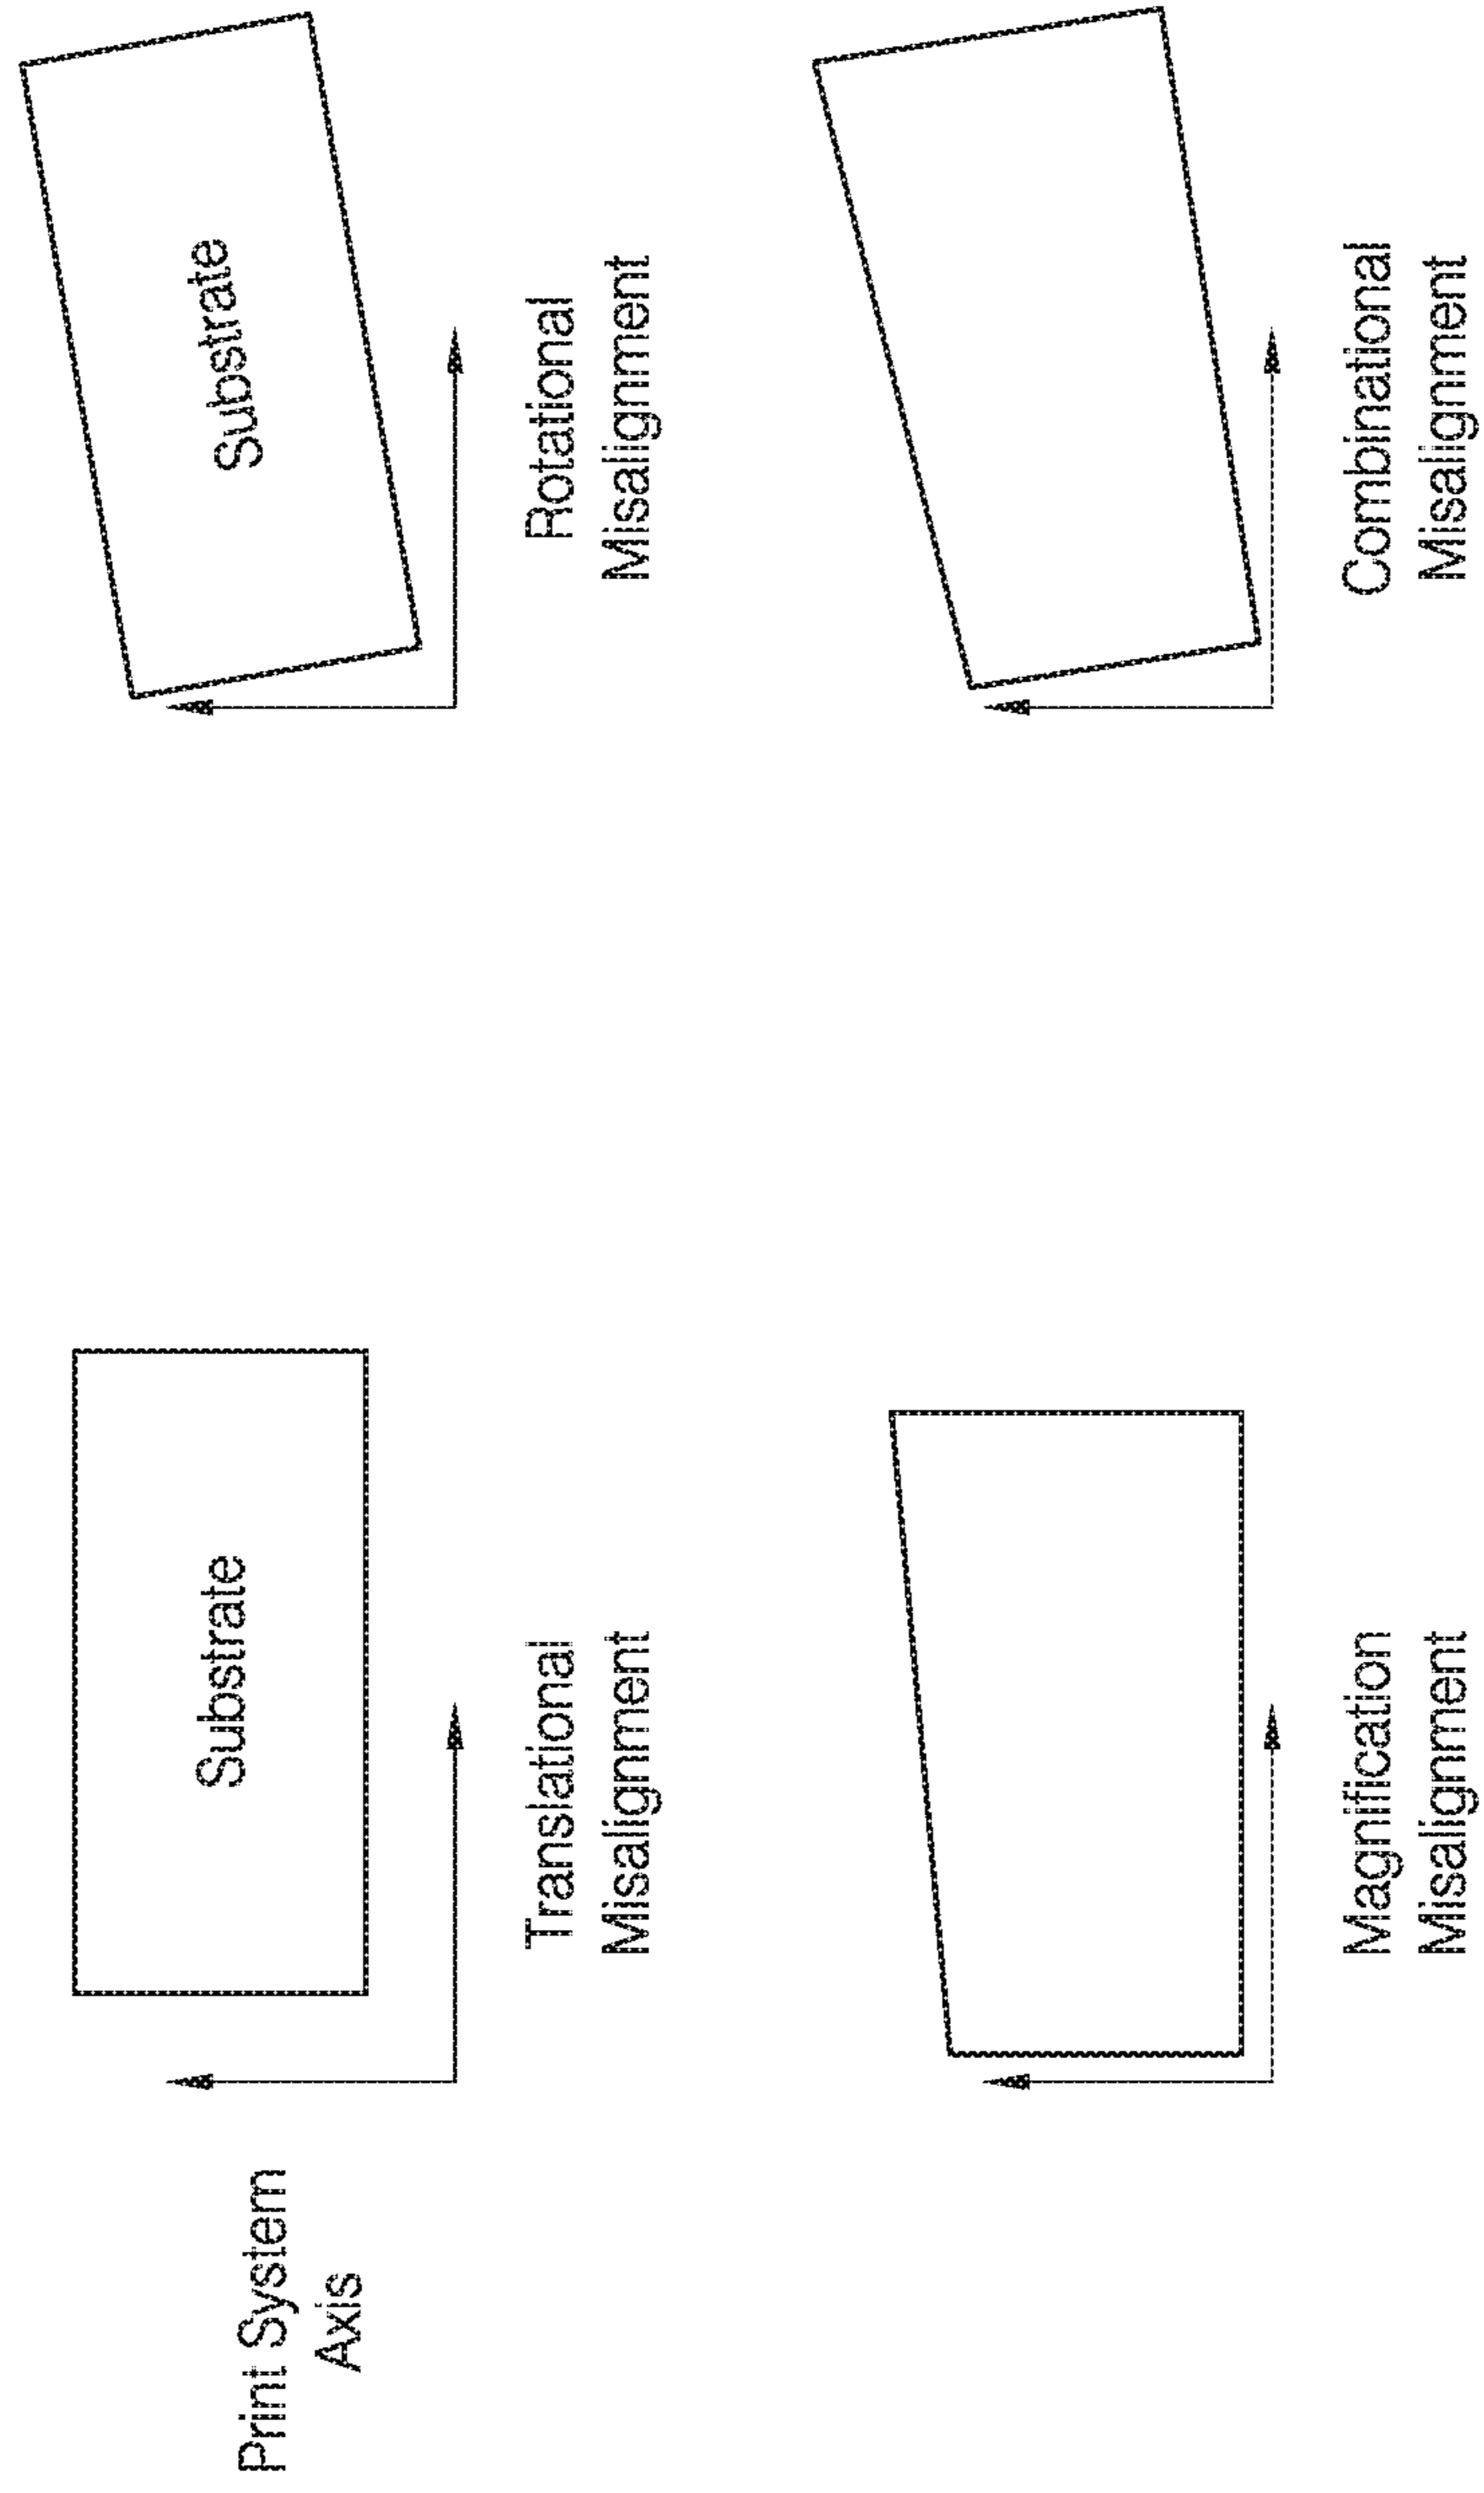 Print System
Axis
Substrate
Translational
Misalignment
Substrate
Rotational
Misalignment
Magnification
Misalignment
Combinational
Misalignment